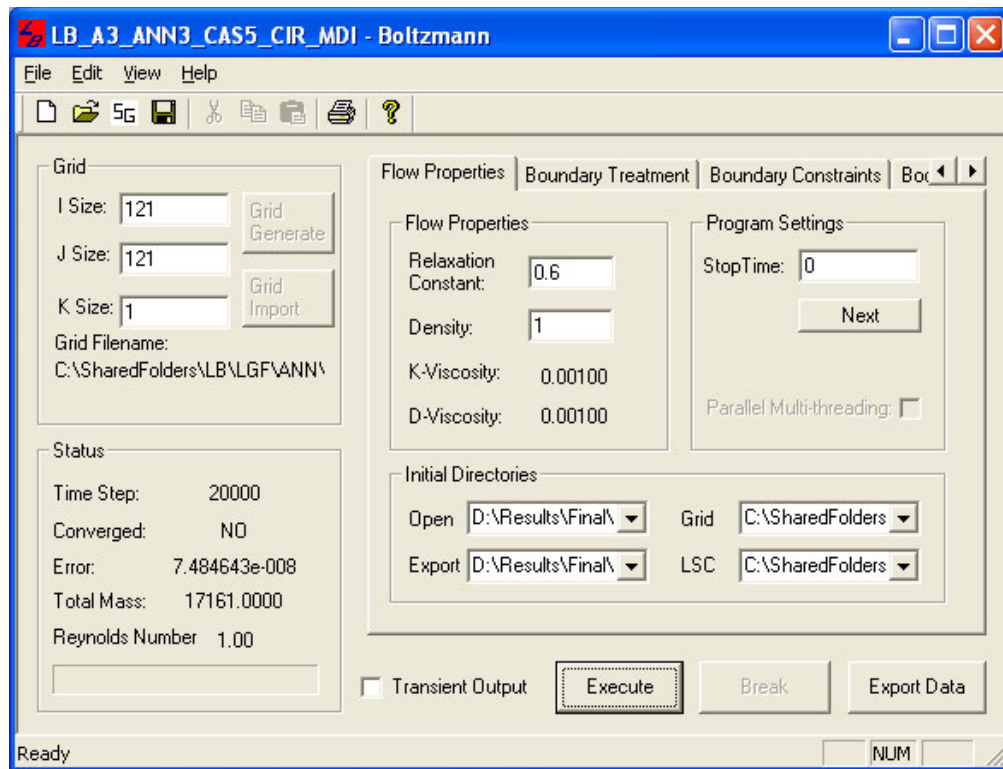 LB_A3_ANN3_CAS5_CIR_MDI - Boltzmann
File Edit View Help
SG
Grid
I Size: 121
Grid Generate
J Size: 121
K Size: 1
Grid Import
Grid Filename:
C:\SharedFolders\LB\LGF\ANN\
Status
Time Step: 20000
Converged: NO
Error: 7.484643e-008
Total Mass: 17161.0000
Reynolds Number 1.00
Flow Properties Boundary Treatment Boundary Constraints
Flow Properties
Relaxation Constant: 0.6
Density: 1
K-Viscosity: 0.00100
D-Viscosity: 0.00100
Program Settings
StopTime: 0
Next
Parallel Multi-threading:
Initial Directories
Open D:\Results\Final\ Grid C:\SharedFolders
Export D:\Results\Final\ LSC C:\SharedFolders
Transient Output Execute Break Export Data
Ready NUM